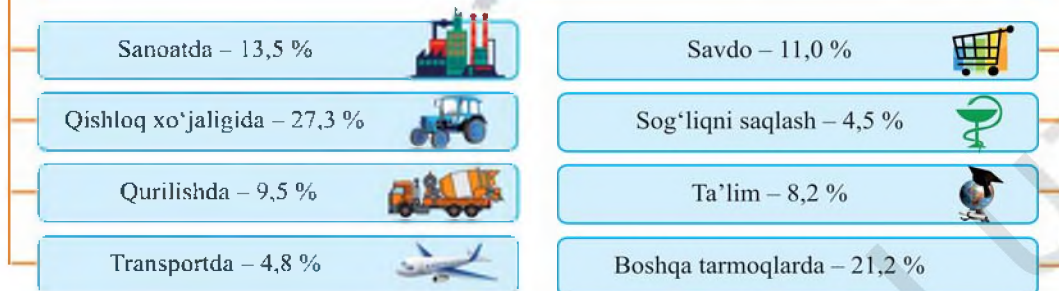 Sanoatda – 13,5 %
Qishloq xo‘jaligida – 27,3 %
Qurilishda – 9,5 %
Transportda – 4,8 %
Savdo – 11,0 %
Sog‘liqni saqlash – 4,5 %
Ta’lim – 8,2 %
Boshqa tarmoqlarda – 21,2 %